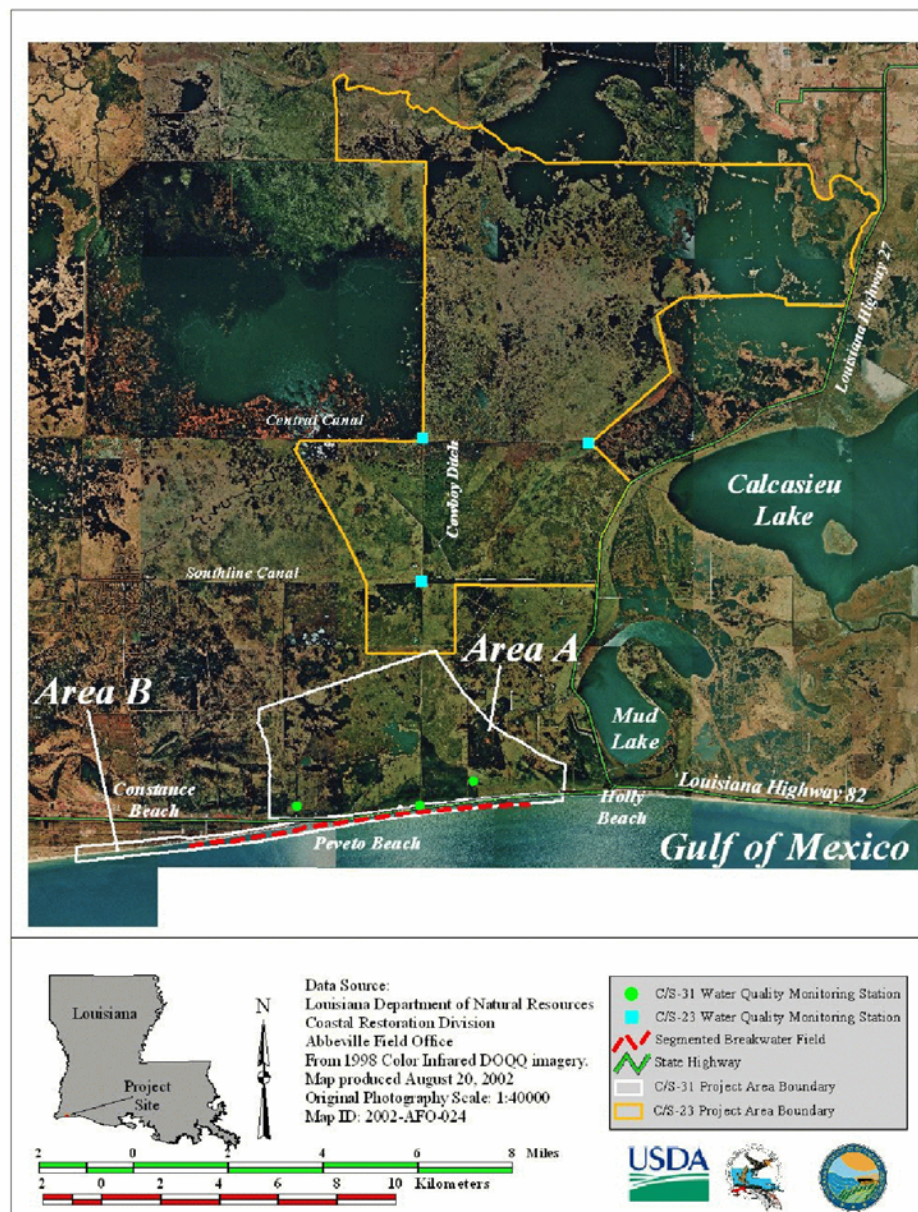 Louisiana Highway 27
Central Canal
Cowboy Ditch
Calcasieu
Lake
Southline Canal
Area A
Area B
Mud
Lake
Constance
Beach
Holly
Beach
Louisiana Highway 82
Peveto Beach
Gulf of Mexico
Louisiana
Project
Site
N
Data Source:
Louisiana Department of Natural Resources
Coastal Restoration Division
Abbeville Field Office
From 1998 Color Infrared DOQQ imagery.
Map produced August 20, 2002
Original Photography Scale: 1:40000
Map ID: 2002-AFO-024
C/S-31 Water Quality Monitoring Station
C/S-23 Water Quality Monitoring Station
Segmented Breakwater Field
State Highway
C/S-31 Project Area Boundary
C/S-23 Project Area Boundary
2 0 2 4 6 8 Miles
2 0 2 4 6 8 10 Kilometers
USDA